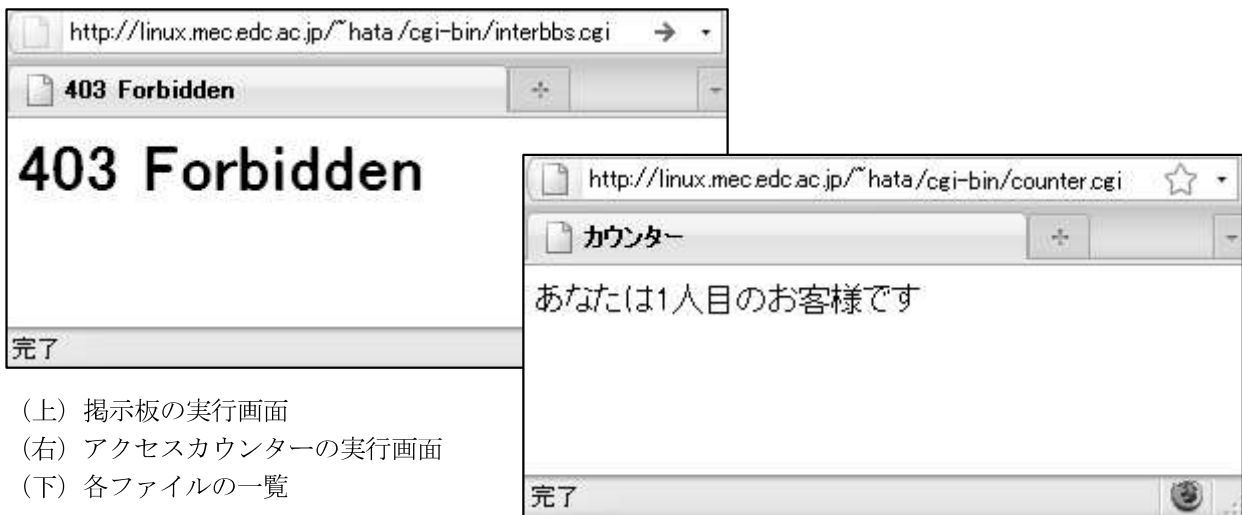 http://linux.mec.edc.ac.jp/~hata/cgi-bin/interbbs.cgi
403 Forbidden
403 Forbidden
完了
http://linux.mec.edc.ac.jp/~hata/cgi-bin/counter.cgi
カウンター
あなたは1人目のお客様です
完了
（上）掲示板の実行画面
（右）アクセスカウンターの実行画面
（下）各ファイルの一覧